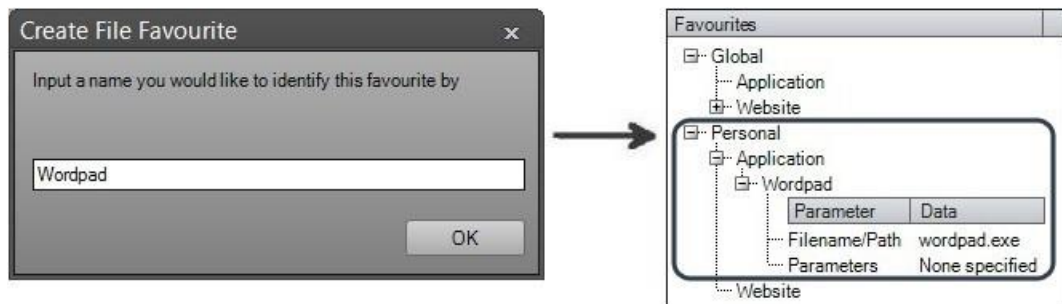 Create File Favourite
Input a name you would like to identify this favourite by
Wordpad
OK
Favourites
Global
Application
Website
Personal
Application
Wordpad
Parameter Data
Filename/Path wordpad.exe
Parameters None specified
Website